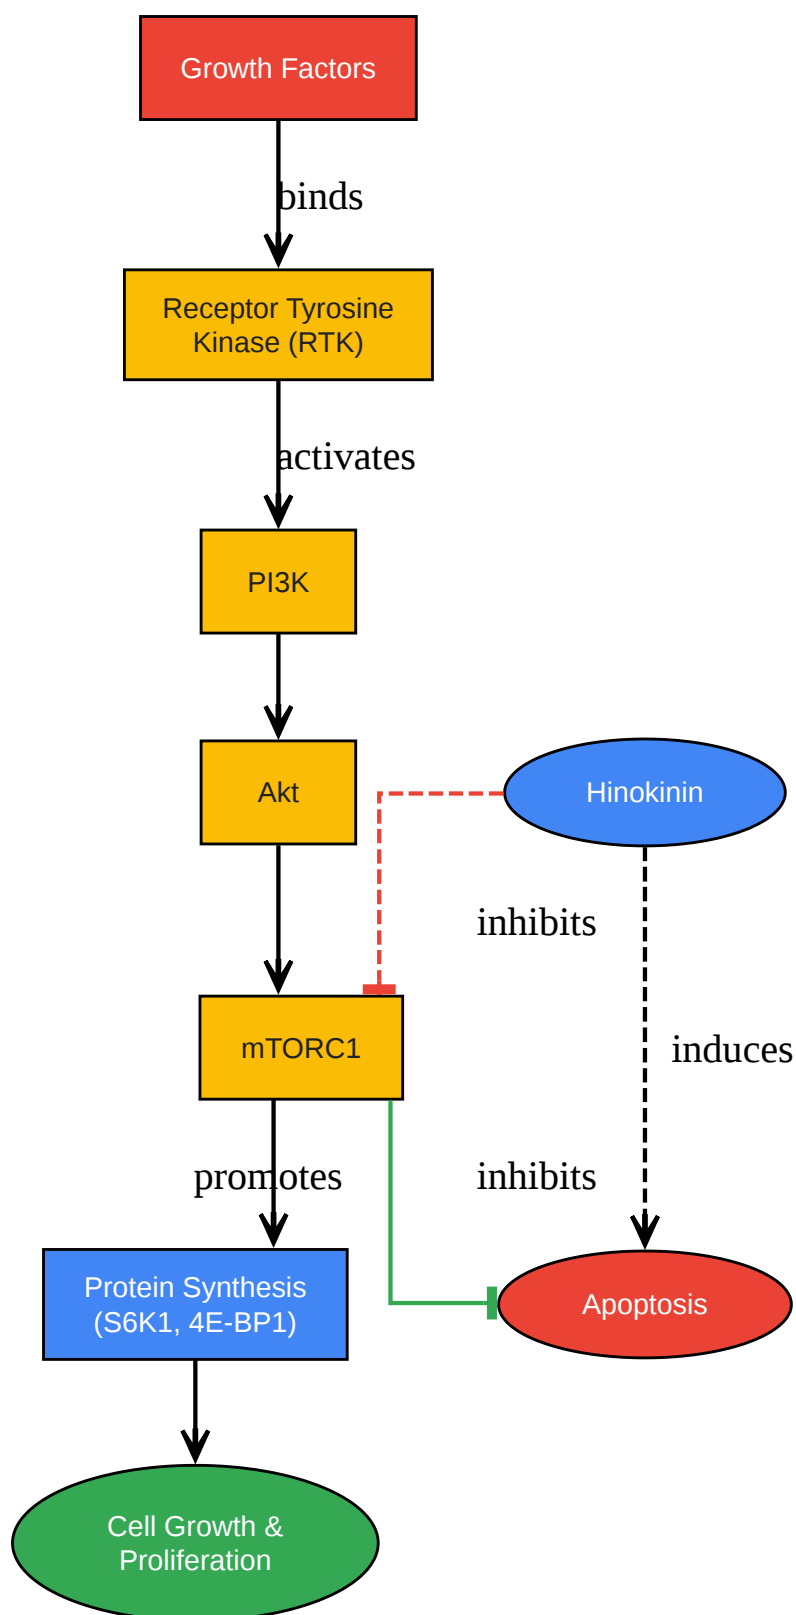 Growth Factors
binds
Receptor Tyrosine
Kinase (RTK)
activates
PI3K
Akt
Hinokinin
inhibits
mTORC1
induces
promotes
inhibits
Protein Synthesis
(S6K1, 4E-BP1)
Apoptosis
Cell Growth &
Proliferation